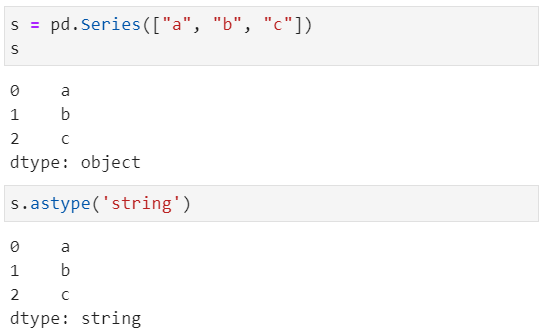 s = pd.Series(["a", "b", "c"])
s
0    a
1    b
2    c
dtype: object
s.astype('string')
0    a
1    b
2    c
dtype: string